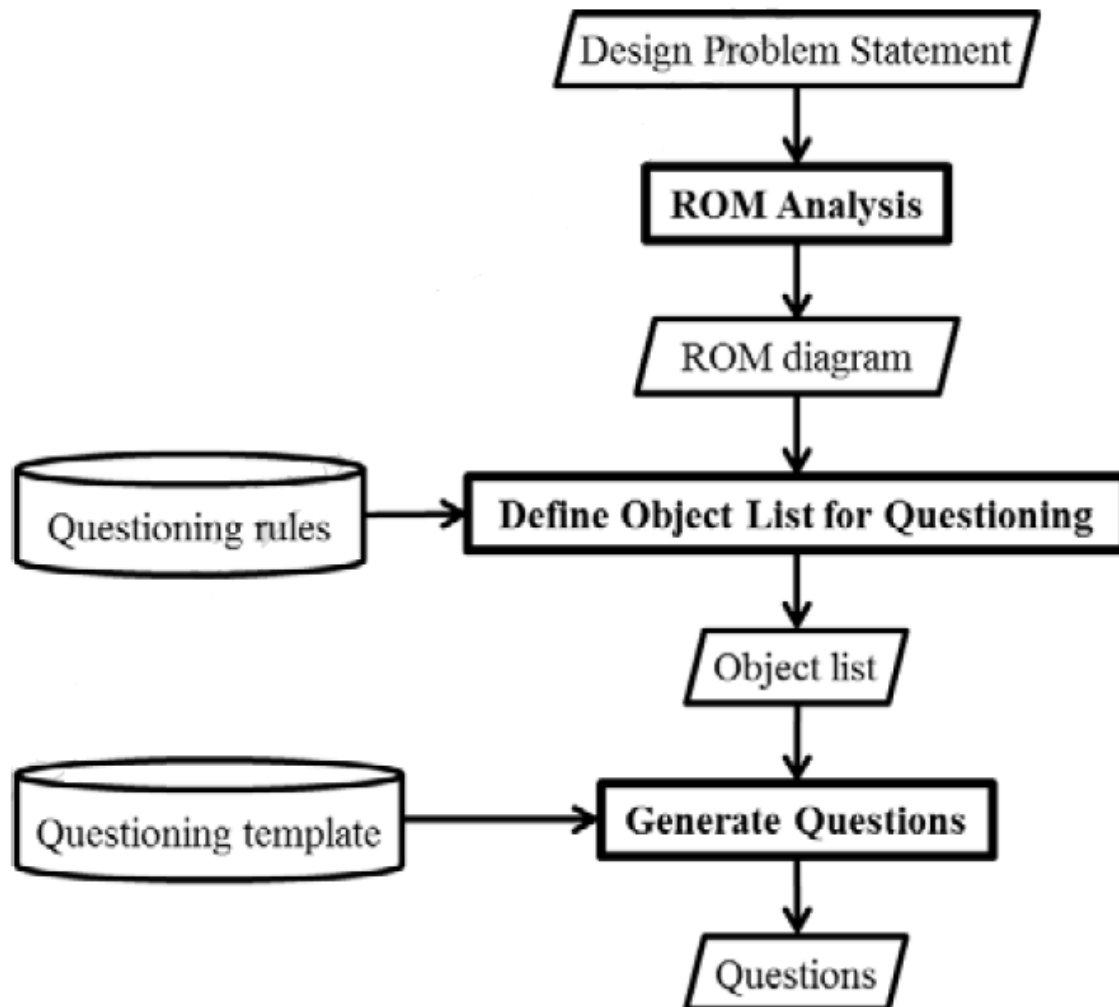 Design Problem Statement
ROM Analysis
ROM diagram
Questioning rules
Define Object List for Questioning
Object list
Questioning template
Generate Questions
Questions